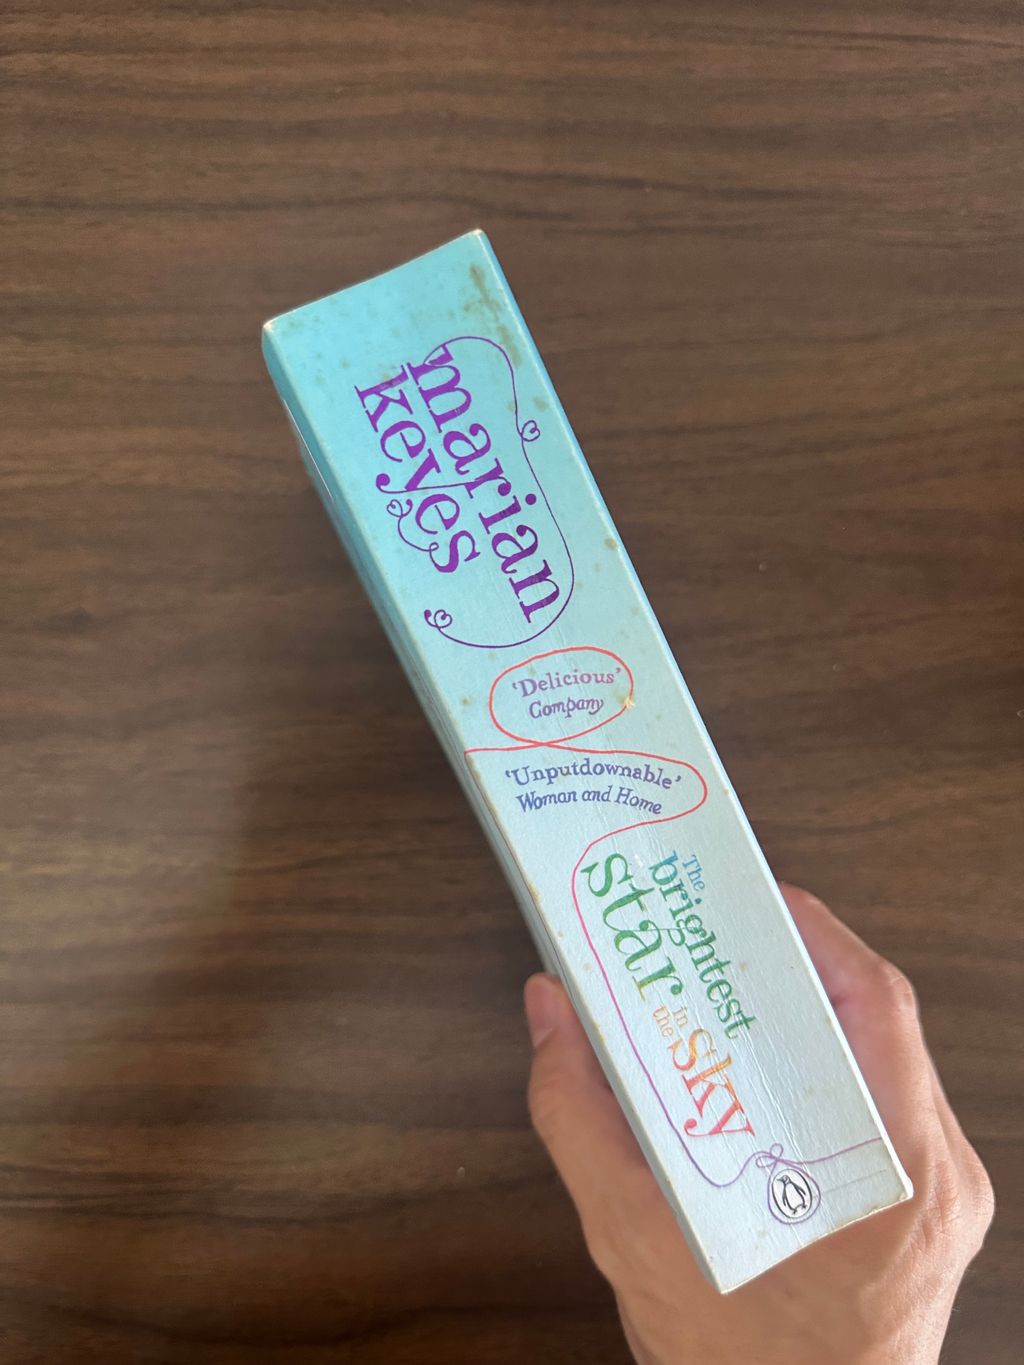 marian
keyes
‘Delicious’
Company
‘Unputdownable’
Woman and Home
The
brightest
star
in
the
sky